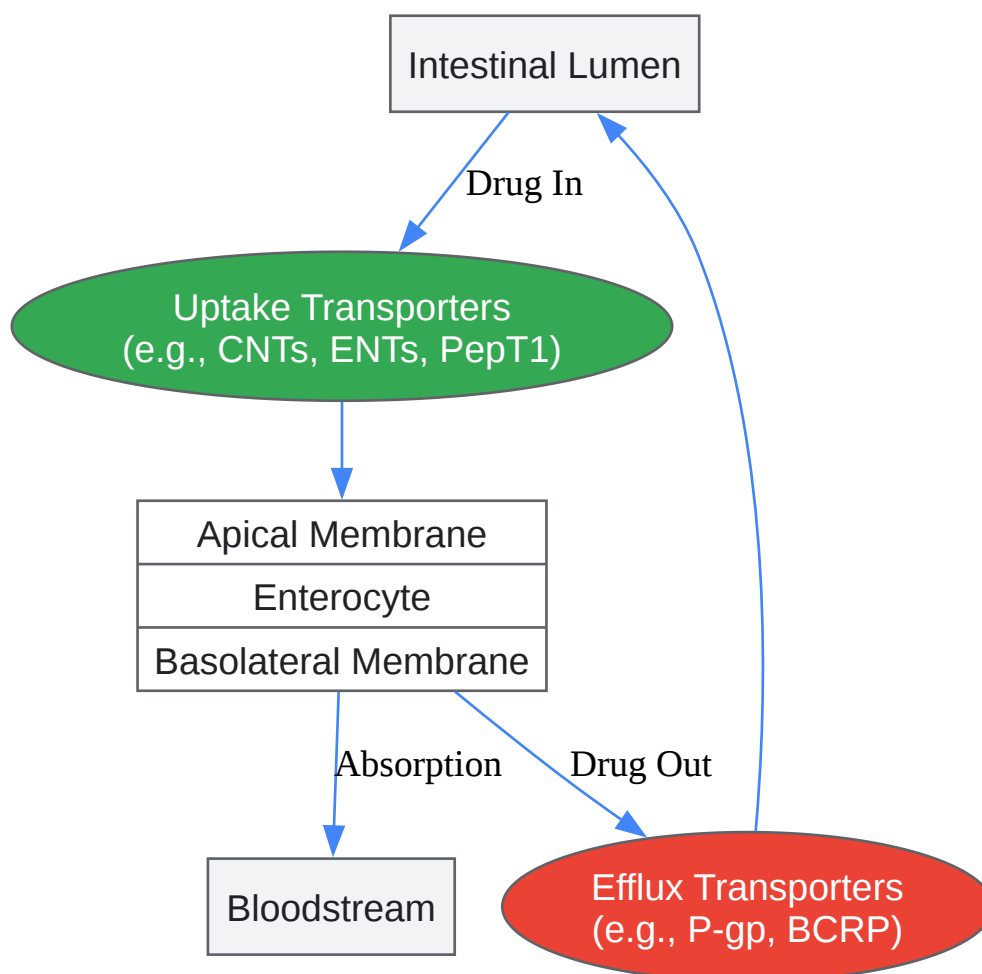 Intestinal Lumen
Drug In
Uptake Transporters
(e.g., CNTs, ENTs, PepT1)
Apical Membrane
Enterocyte
Basolateral Membrane
Absorption
Drug Out
Bloodstream
Efflux Transporters
(e.g., P-gp, BCRP)